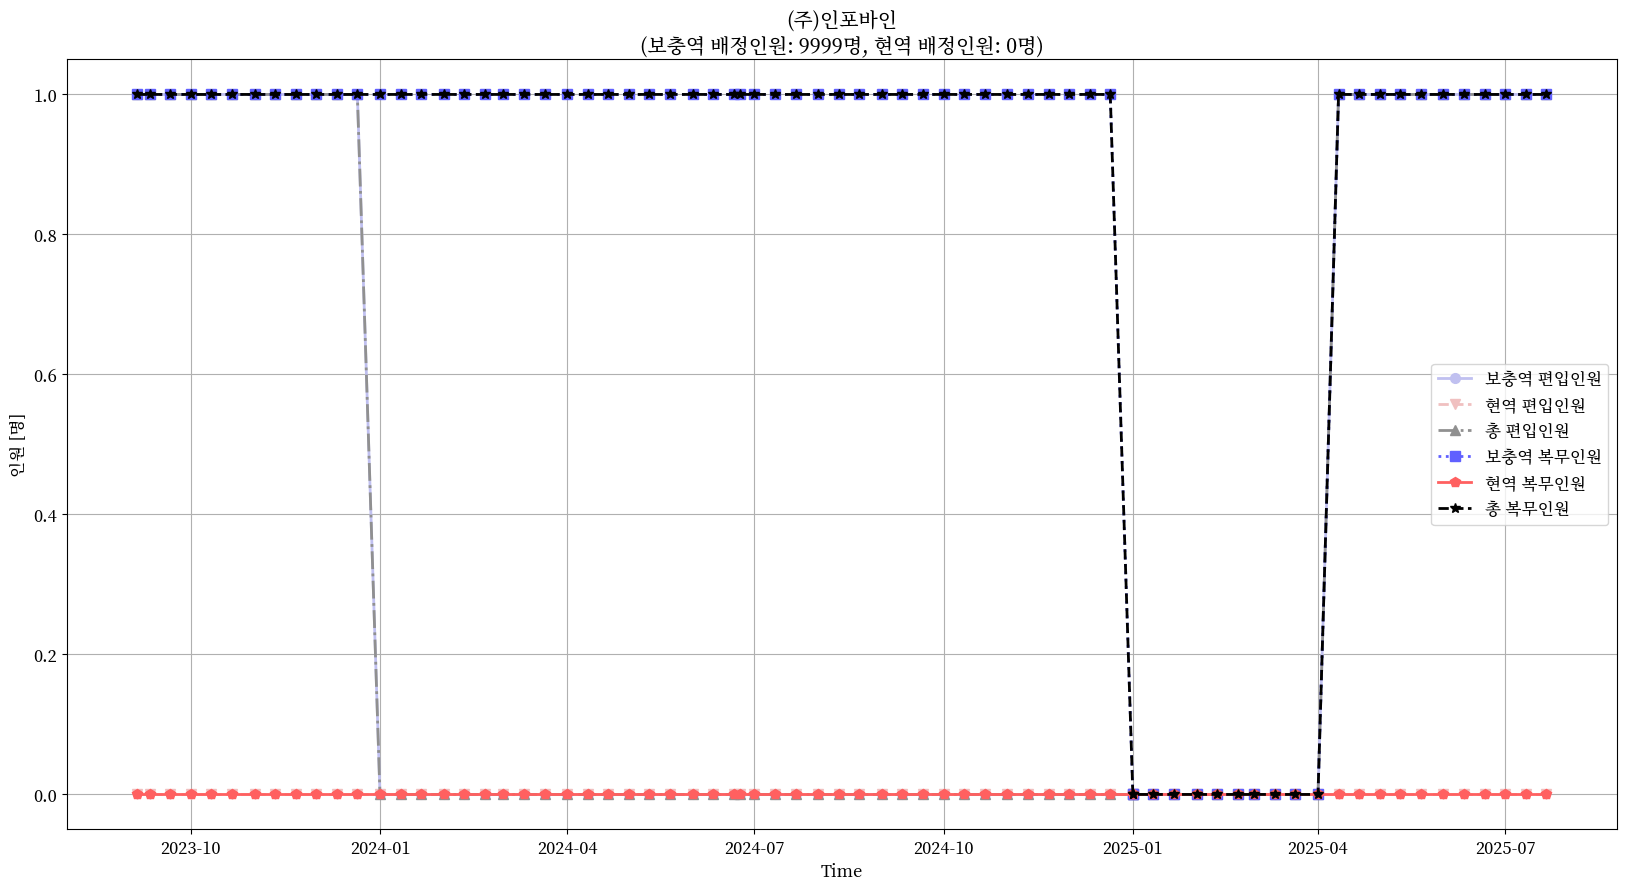 (주)인포바인
(보충역 배정인원: 9999명, 현역 배정인원: 0명)
인원 [명]
1.0
0.8
0.6
0.4
0.2
0.0
보충역 편입인원
현역 편입인원
총 편입인원
보충역 복무인원
현역 복무인원
총 복무인원
2023-10 2024-01 2024-04 2024-07 2024-10 2025-01 2025-04 2025-07
Time